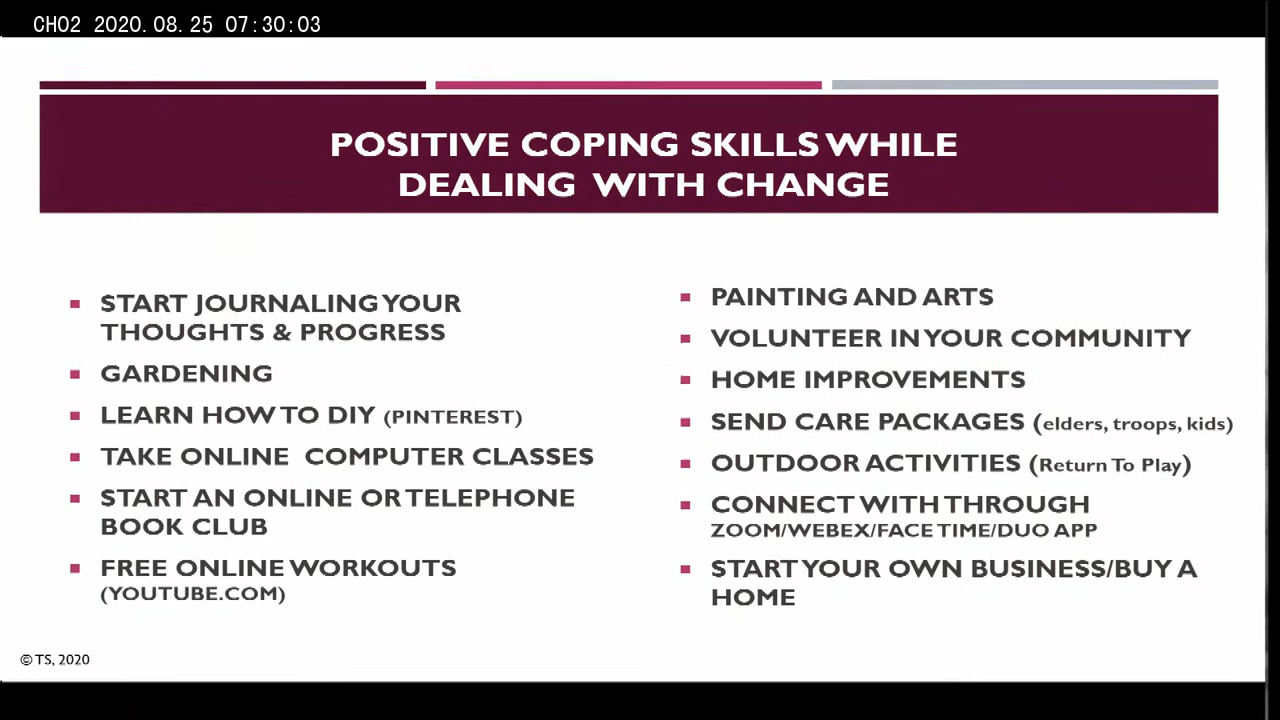 CH02 2020.08.25 07:30:03
POSITIVE COPING SKILLS WHILE
DEALING WITH CHANGE
START JOURNALING YOUR
THOUGHTS & PROGRESS
GARDENING
LEARN HOW TO DIY (PINTEREST)
TAKE ONLINE COMPUTER CLASSES
START AN ONLINE OR TELEPHONE
BOOK CLUB
FREE ONLINE WORKOUTS
(YOUTUBE.COM)
PAINTING AND ARTS
VOLUNTEER IN YOUR COMMUNITY
HOME IMPROVEMENTS
SEND CARE PACKAGES (elders, troops, kids)
OUTDOOR ACTIVITIES (Return To Play)
CONNECT WITH THROUGH
ZOOM/WEBEX/FACE TIME/DUO APP
START YOUR OWN BUSINESS/BUY A
HOME
© TS, 2020